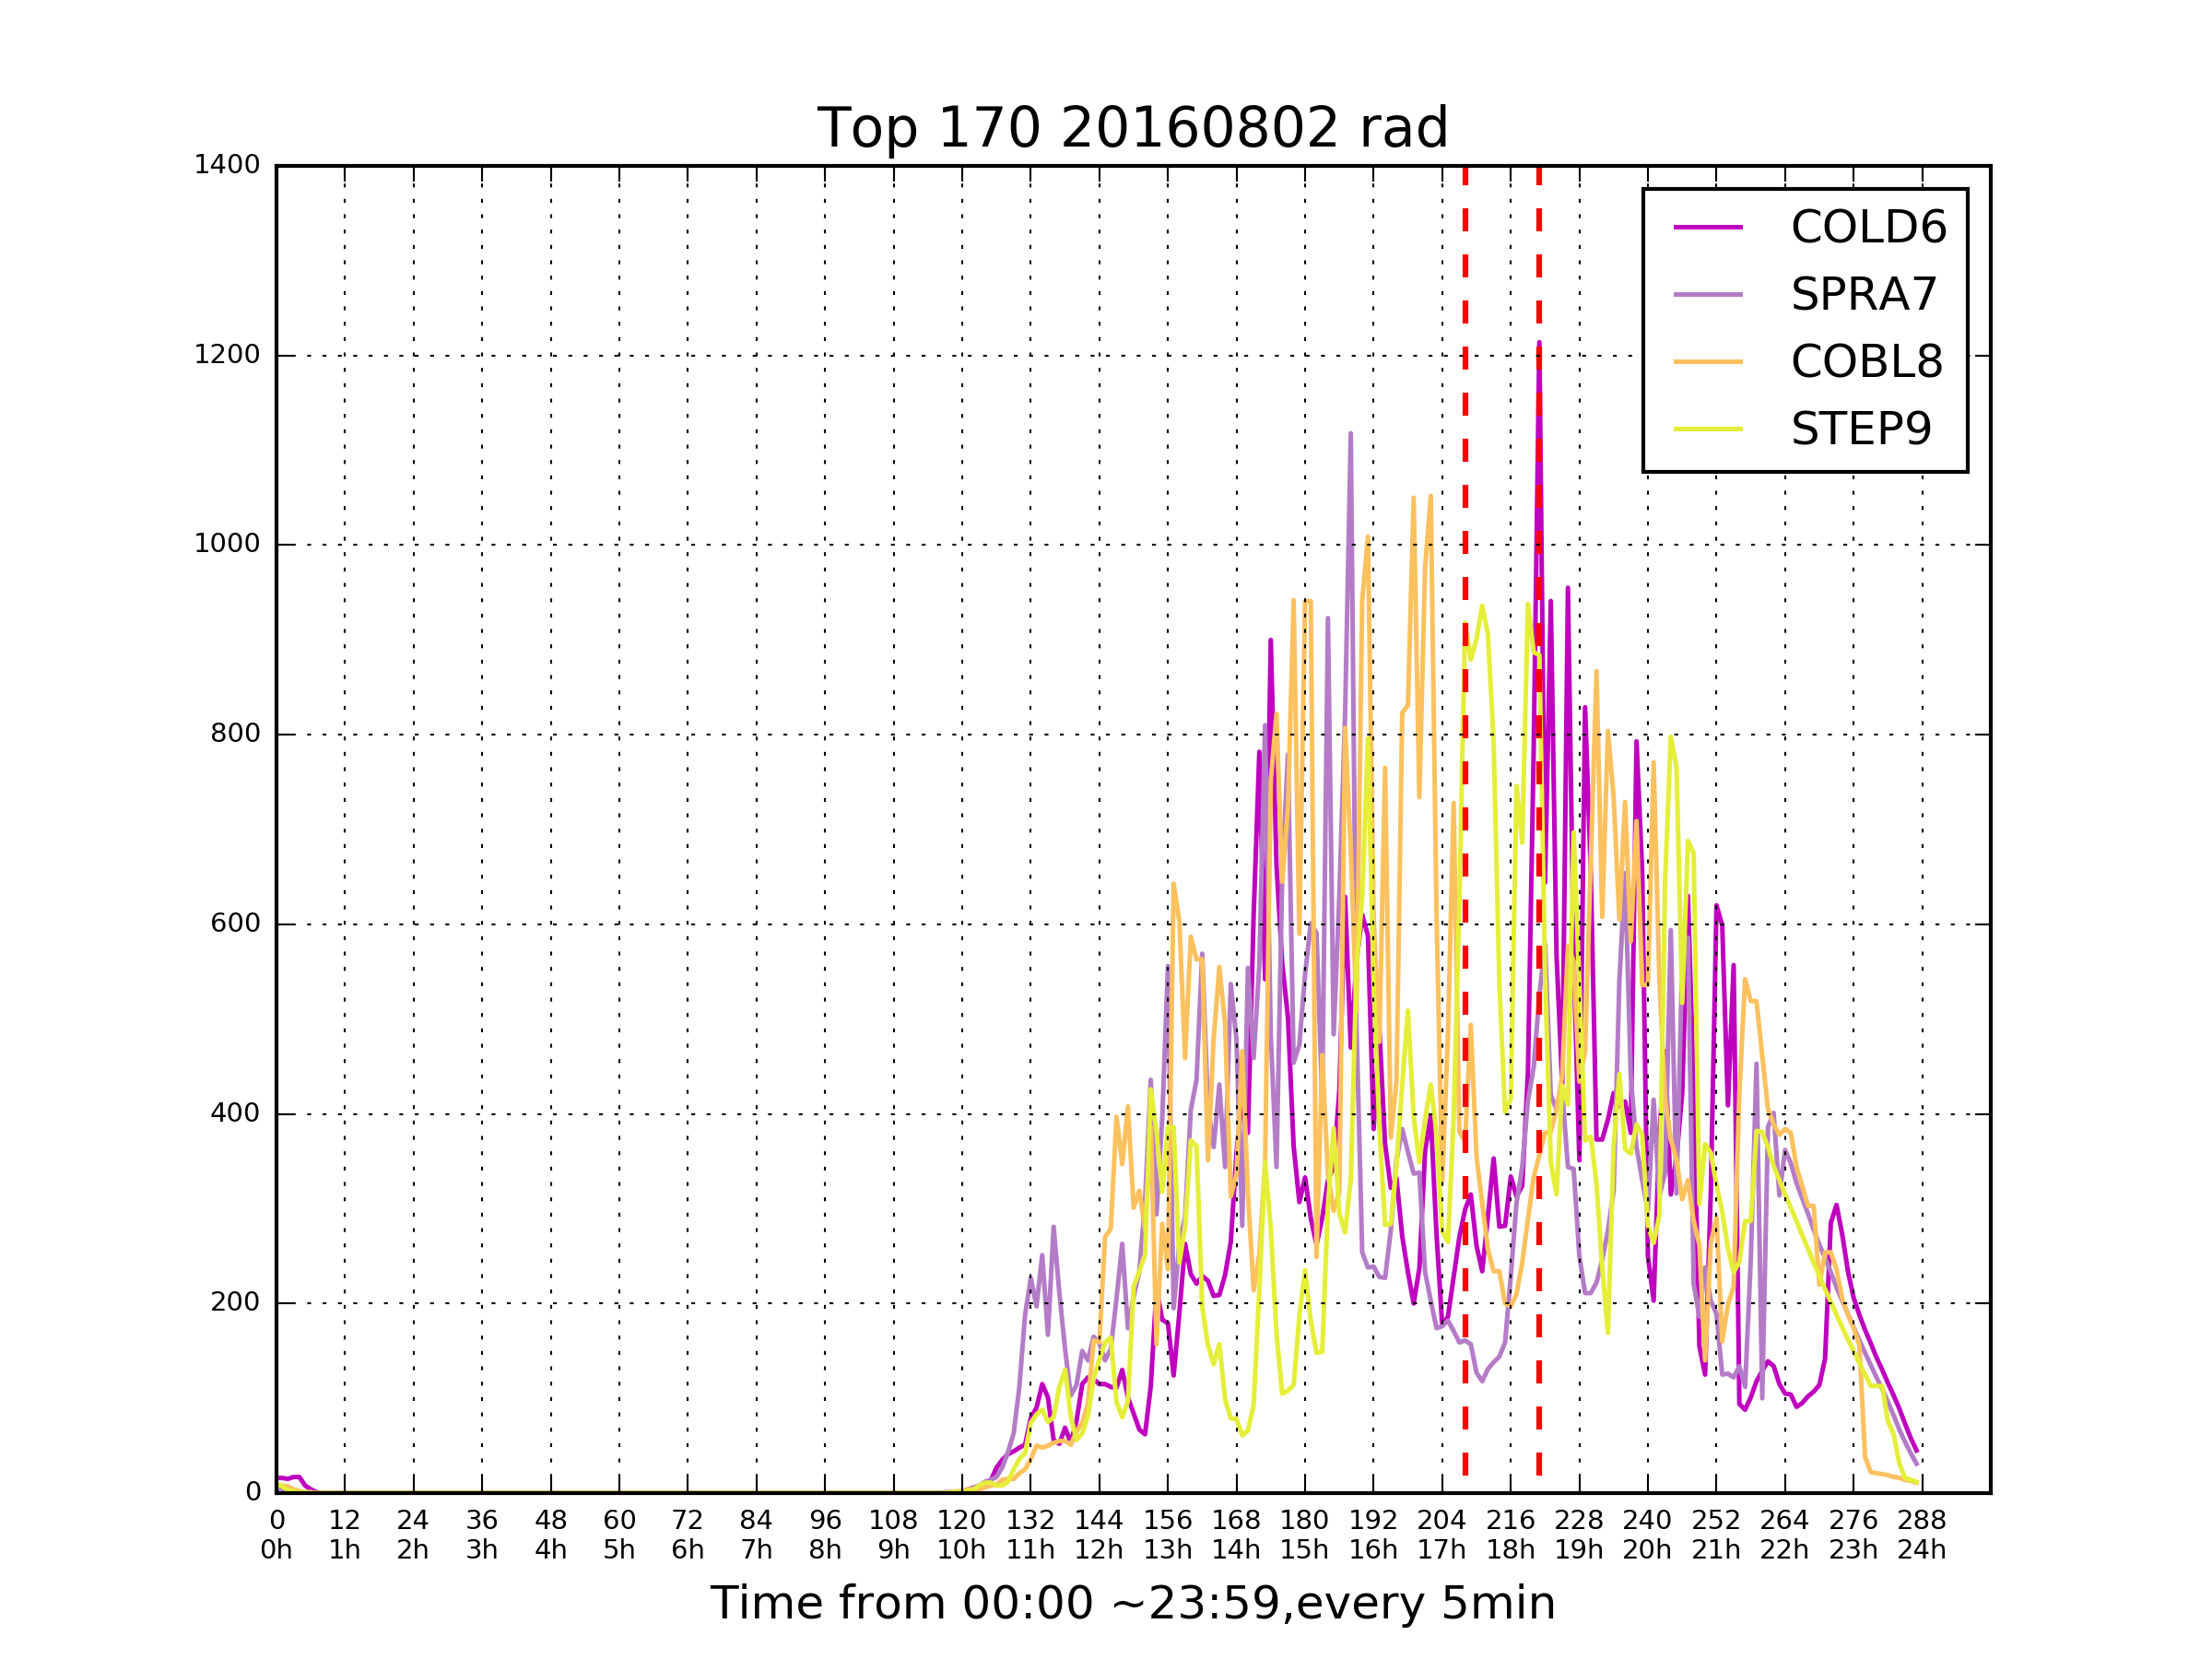 Top 170 20160802 rad
1400
1200
1000
800
600
400
200
0
COLD6
SPRA7
COBL8
STEP9
0 12 24 36 48 60 72 84 96 108 120 132 144 156 168 180 192 204 216 228 240 252 264 276 288
0h 1h 2h 3h 4h 5h 6h 7h 8h 9h 10h 11h 12h 13h 14h 15h 16h 17h 18h 19h 20h 21h 22h 23h 24h
Time from 00:00 ~23:59,every 5min